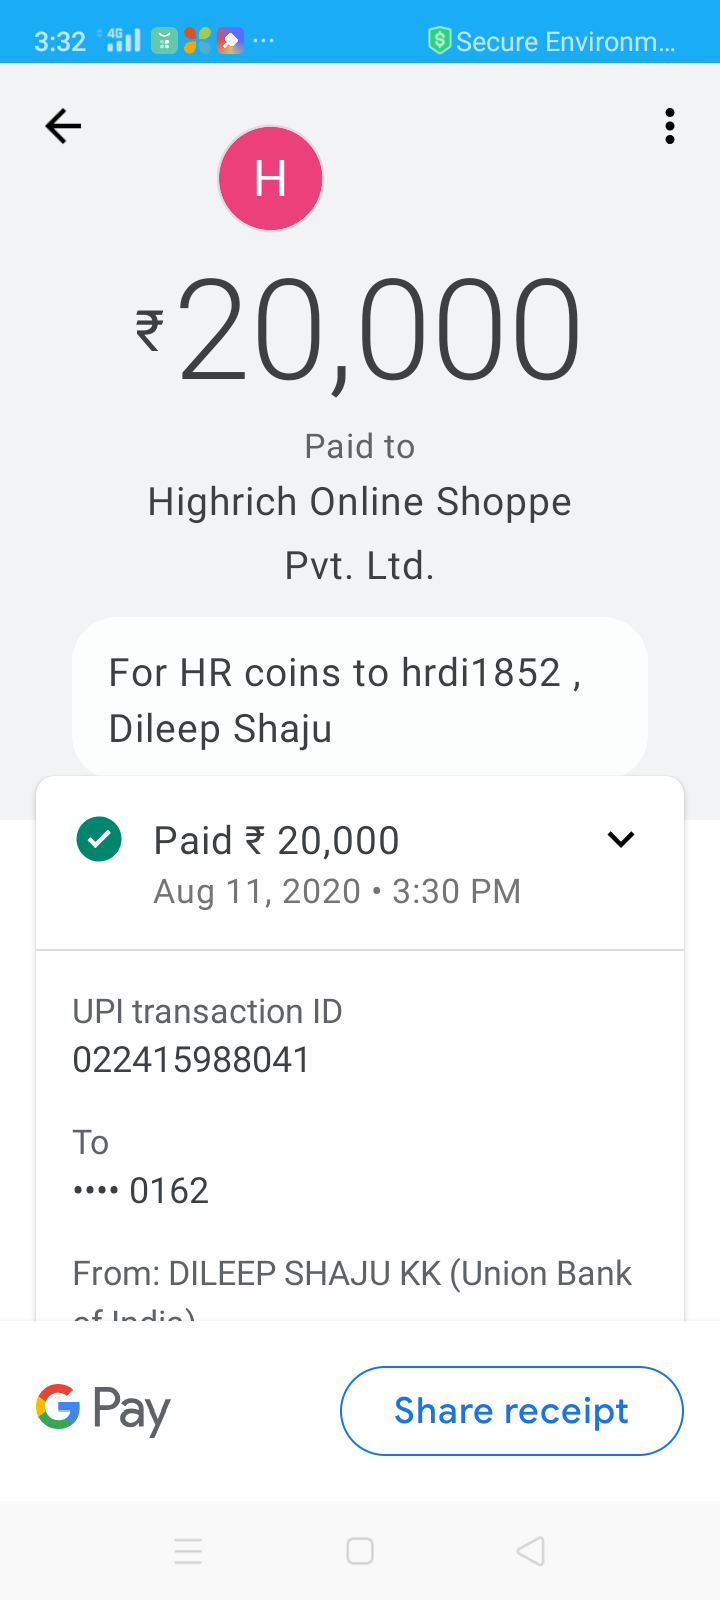 3:32 4G Secure Environm...
H
₹20,000
Paid to
Highrich Online Shoppe
Pvt. Ltd.
For HR coins to hrdi1852 ,
Dileep Shaju
Paid ₹ 20,000
Aug 11, 2020 • 3:30 PM
UPI transaction ID
022415988041
To
•••• 0162
From: DILEEP SHAJU KK (Union Bank
of India)
G Pay
Share receipt